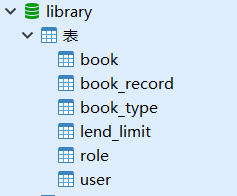 library
表
book
book_record
book_type
lend_limit
role
user